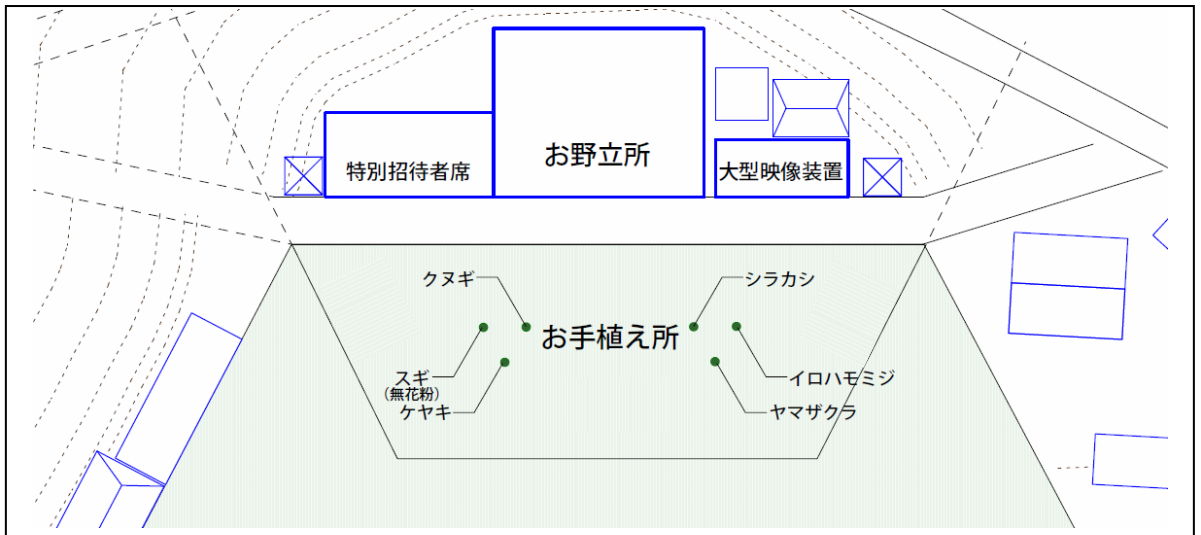 お野立所
特別招待者席
大型映像装置
クヌギ
シラカシ
お手植え所
スギ
(無花粉)
イロハモミジ
ケヤキ
ヤマザクラ